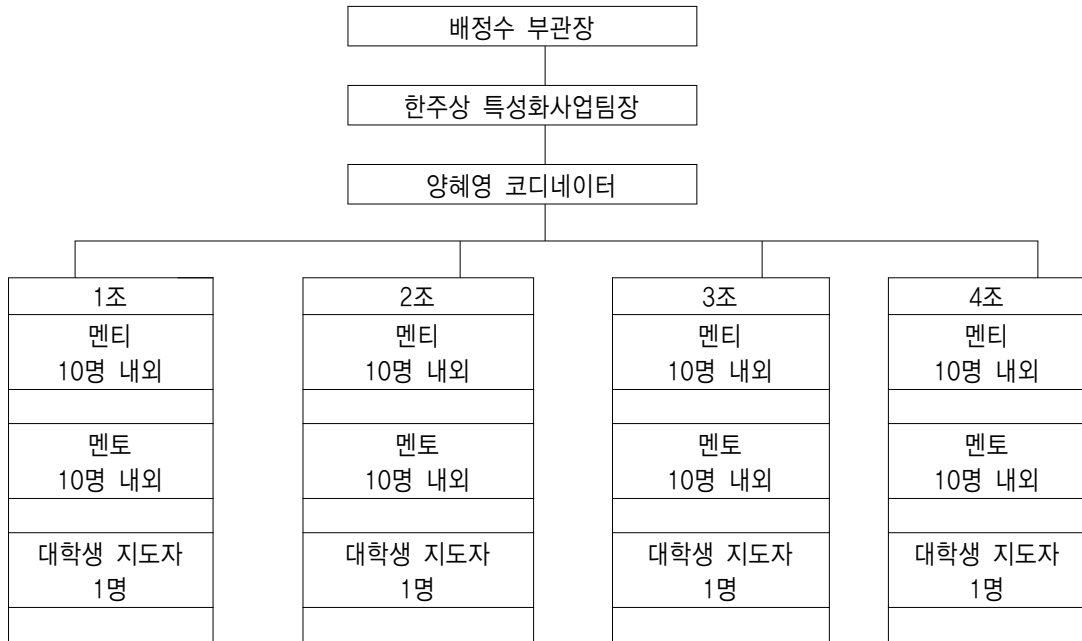 배정수 부관장
한주상 특성화사업팀장
양혜영 코디네이터
1조
멘티
10명 내외
멘토
10명 내외
대학생 지도자
1명
2조
멘티
10명 내외
멘토
10명 내외
대학생 지도자
1명
3조
멘티
10명 내외
멘토
10명 내외
대학생 지도자
1명
4조
멘티
10명 내외
멘토
10명 내외
대학생 지도자
1명